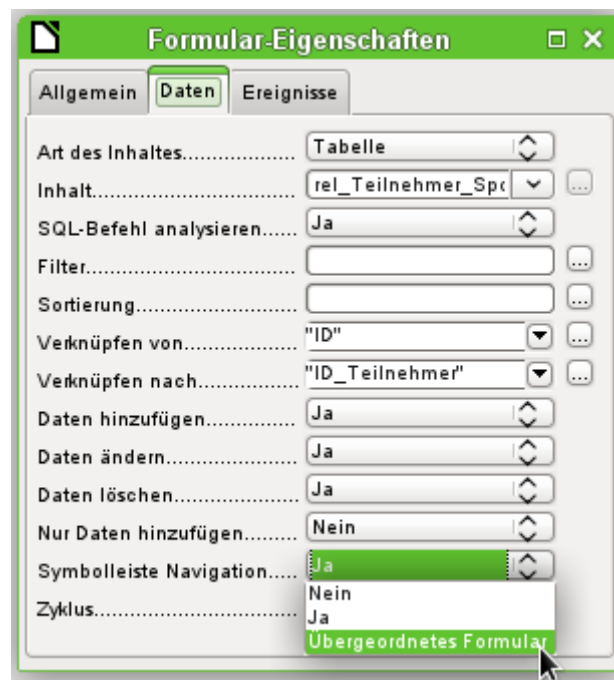 Formular-Eigenschaften
Allgemein Daten Ereignisse
Art des Inhaltes................... Tabelle
Inhalt................................. rel_Teilnehmer_Spo ...
SQL-Befehl analysieren...... Ja
Filter................................... ...
Sortierung........................... ...
Verknüpfen von.................. "ID" ...
Verknüpfen nach................. "ID_Teilnehmer" ...
Daten hinzufügen................ Ja
Daten ändern...................... Ja
Daten löschen..................... Ja
Nur Daten hinzufügen......... Nein
Symbolleiste Navigation..... Ja
Zyklus.................................
Nein
Ja
Übergeordnetes Formular